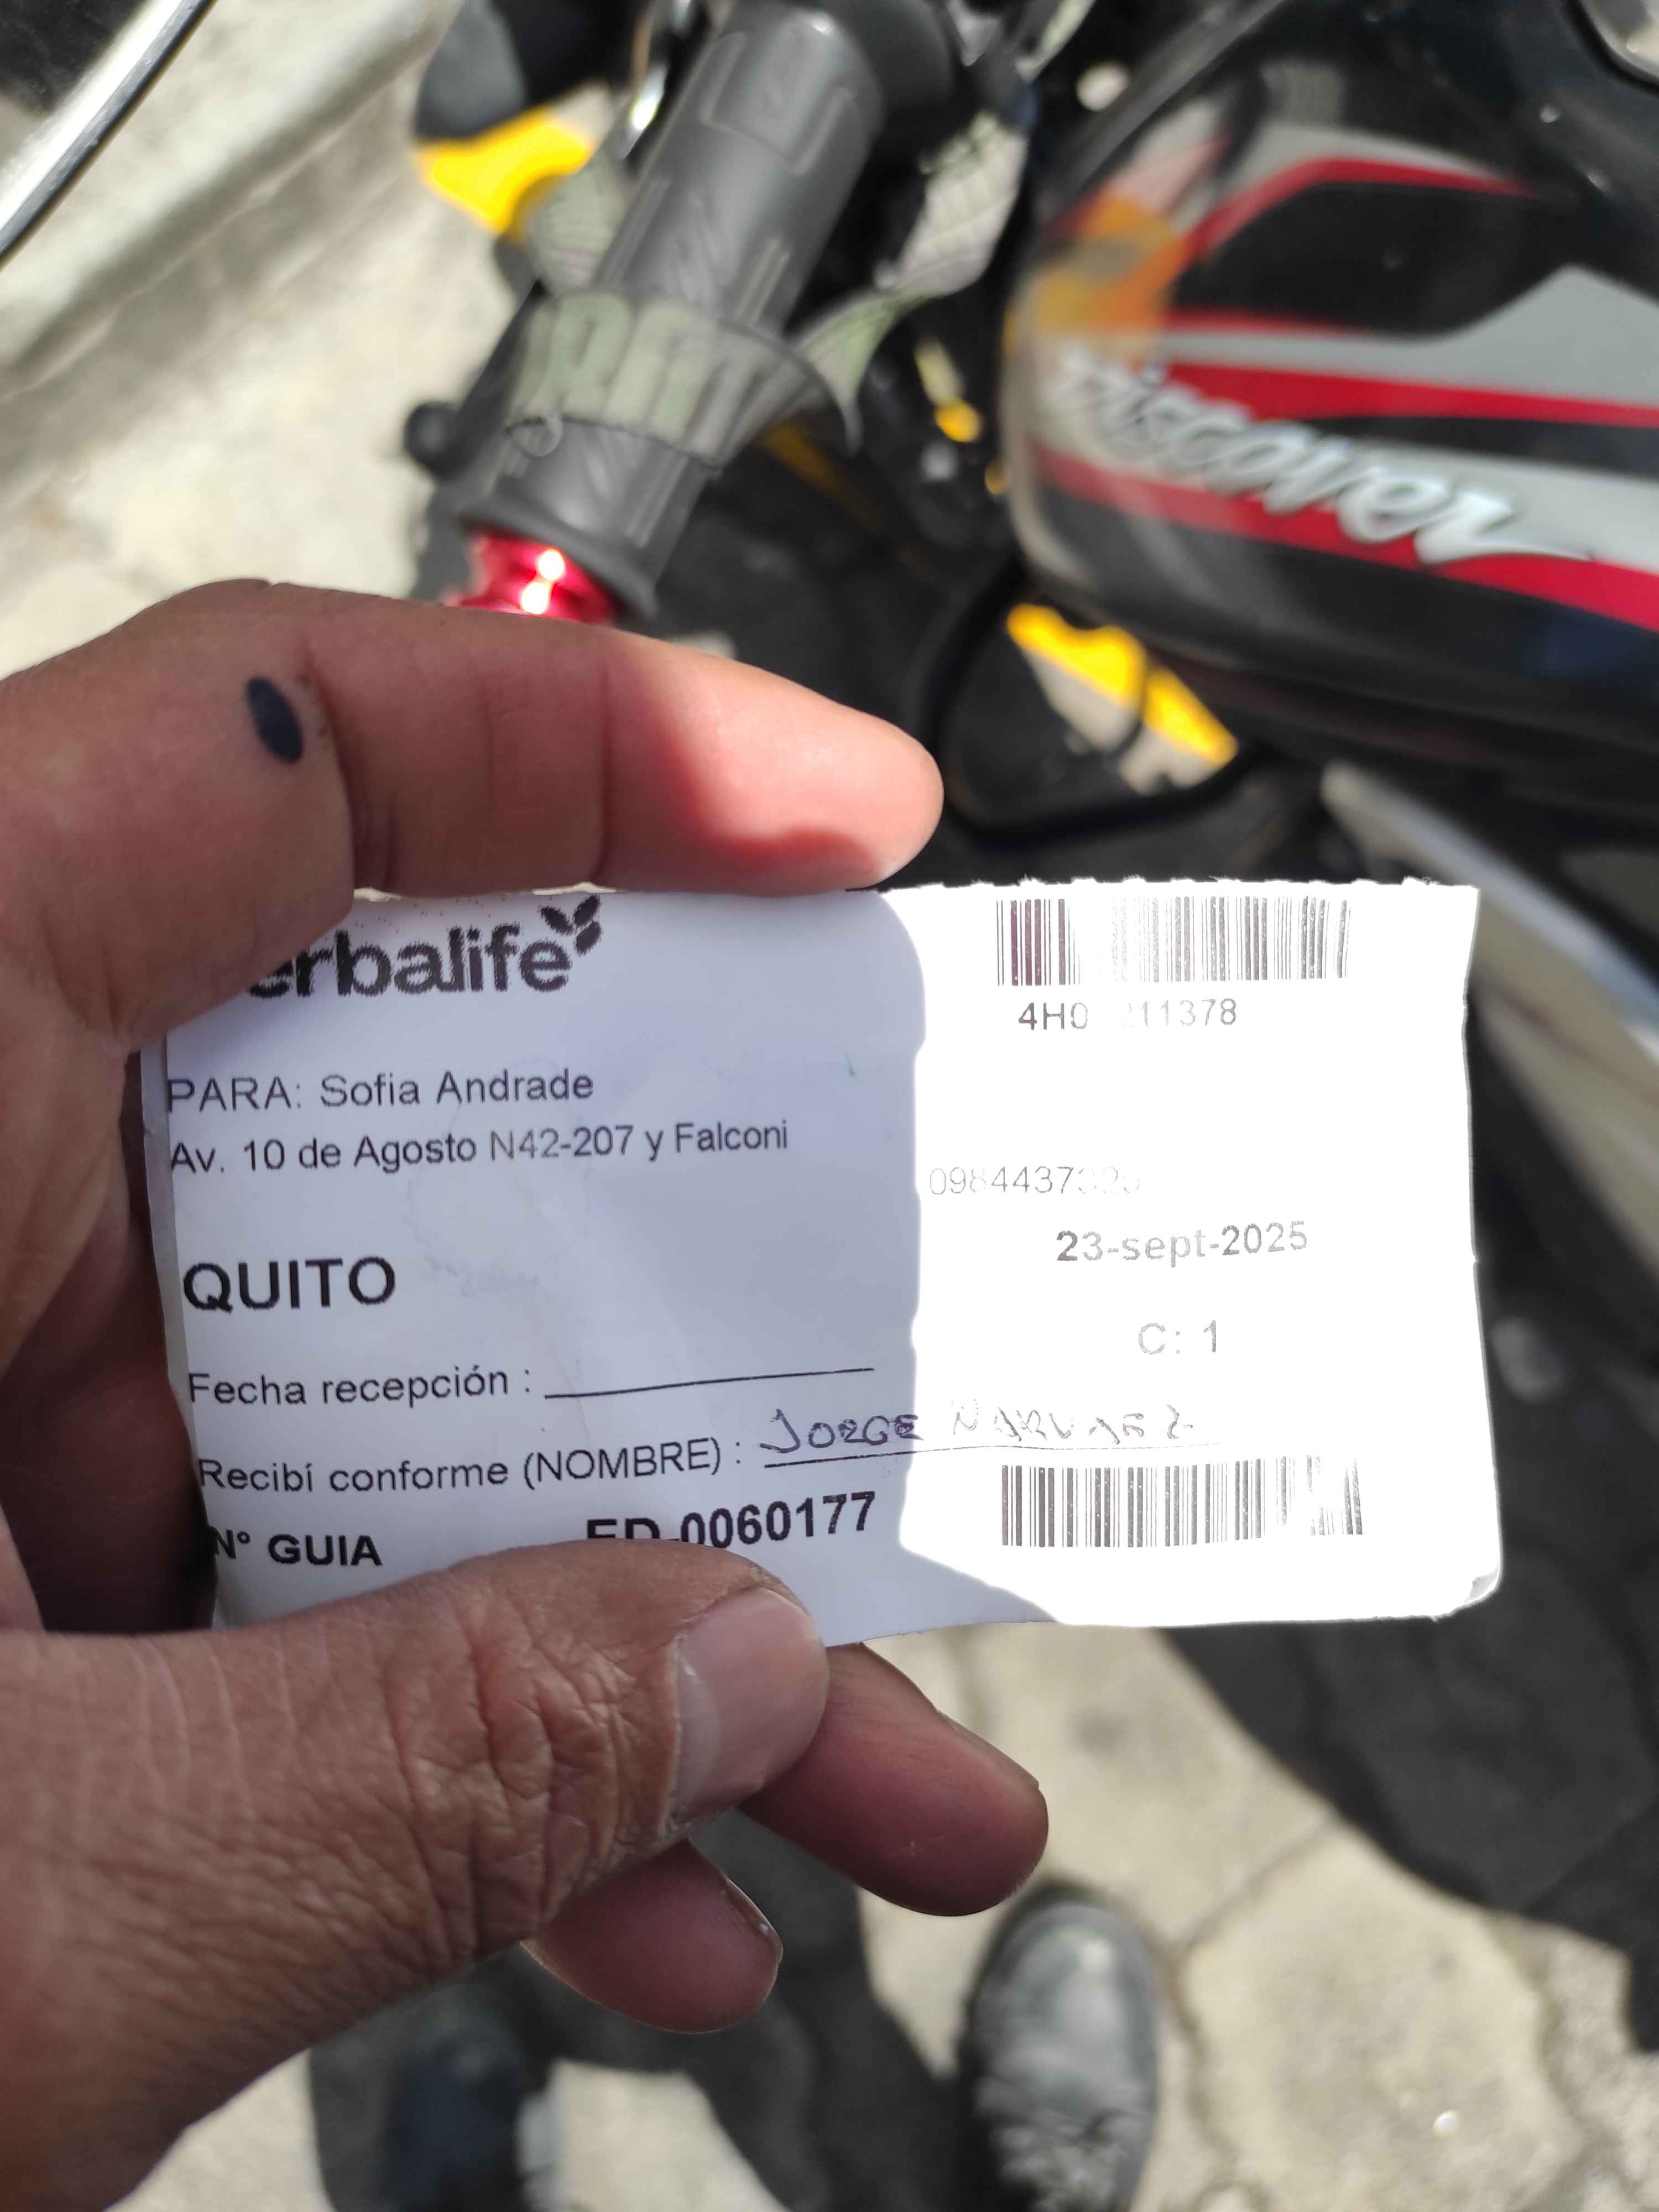 erbalife
4H0 211378
PARA: Sofia Andrade
Av. 10 de Agosto N42-207 y Falconi
23-sept-2025
QUITO
C: 1
Fecha recepción :
Recibí conforme (NOMBRE) : JORGE NARVAEZ
N° GUIA ED-0060177
Discover